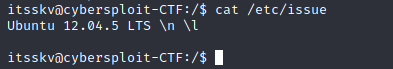 itsskv@cybersploit-CTF:/$ cat /etc/issue
Ubuntu 12.04.5 LTS \n \l
itsskv@cybersploit-CTF:/$